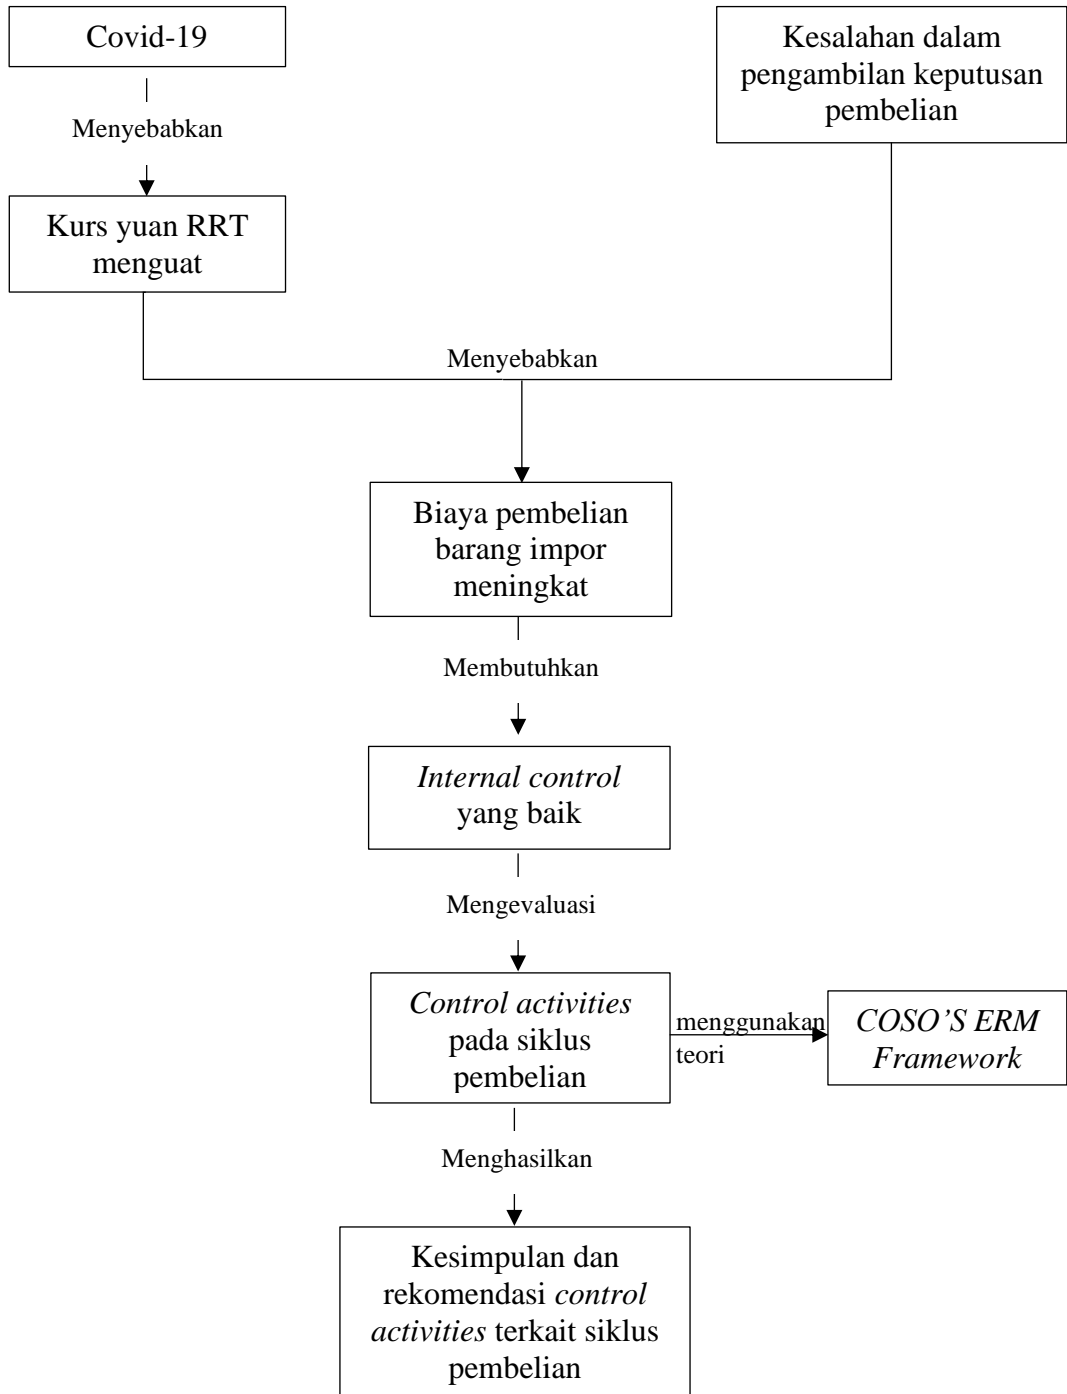 Covid-19
Kesalahan dalam
pengambilan keputusan
pembelian
Menyebabkan
Kurs yuan RRT
menguat
Menyebabkan
Biaya pembelian
barang impor
meningkat
Membutuhkan
Internal control
yang baik
Mengevaluasi
Control activities
pada siklus
pembelian
menggunakan
teori
COSO’S ERM
Framework
Menghasilkan
Kesimpulan dan
rekomendasi control
activities terkait siklus
pembelian